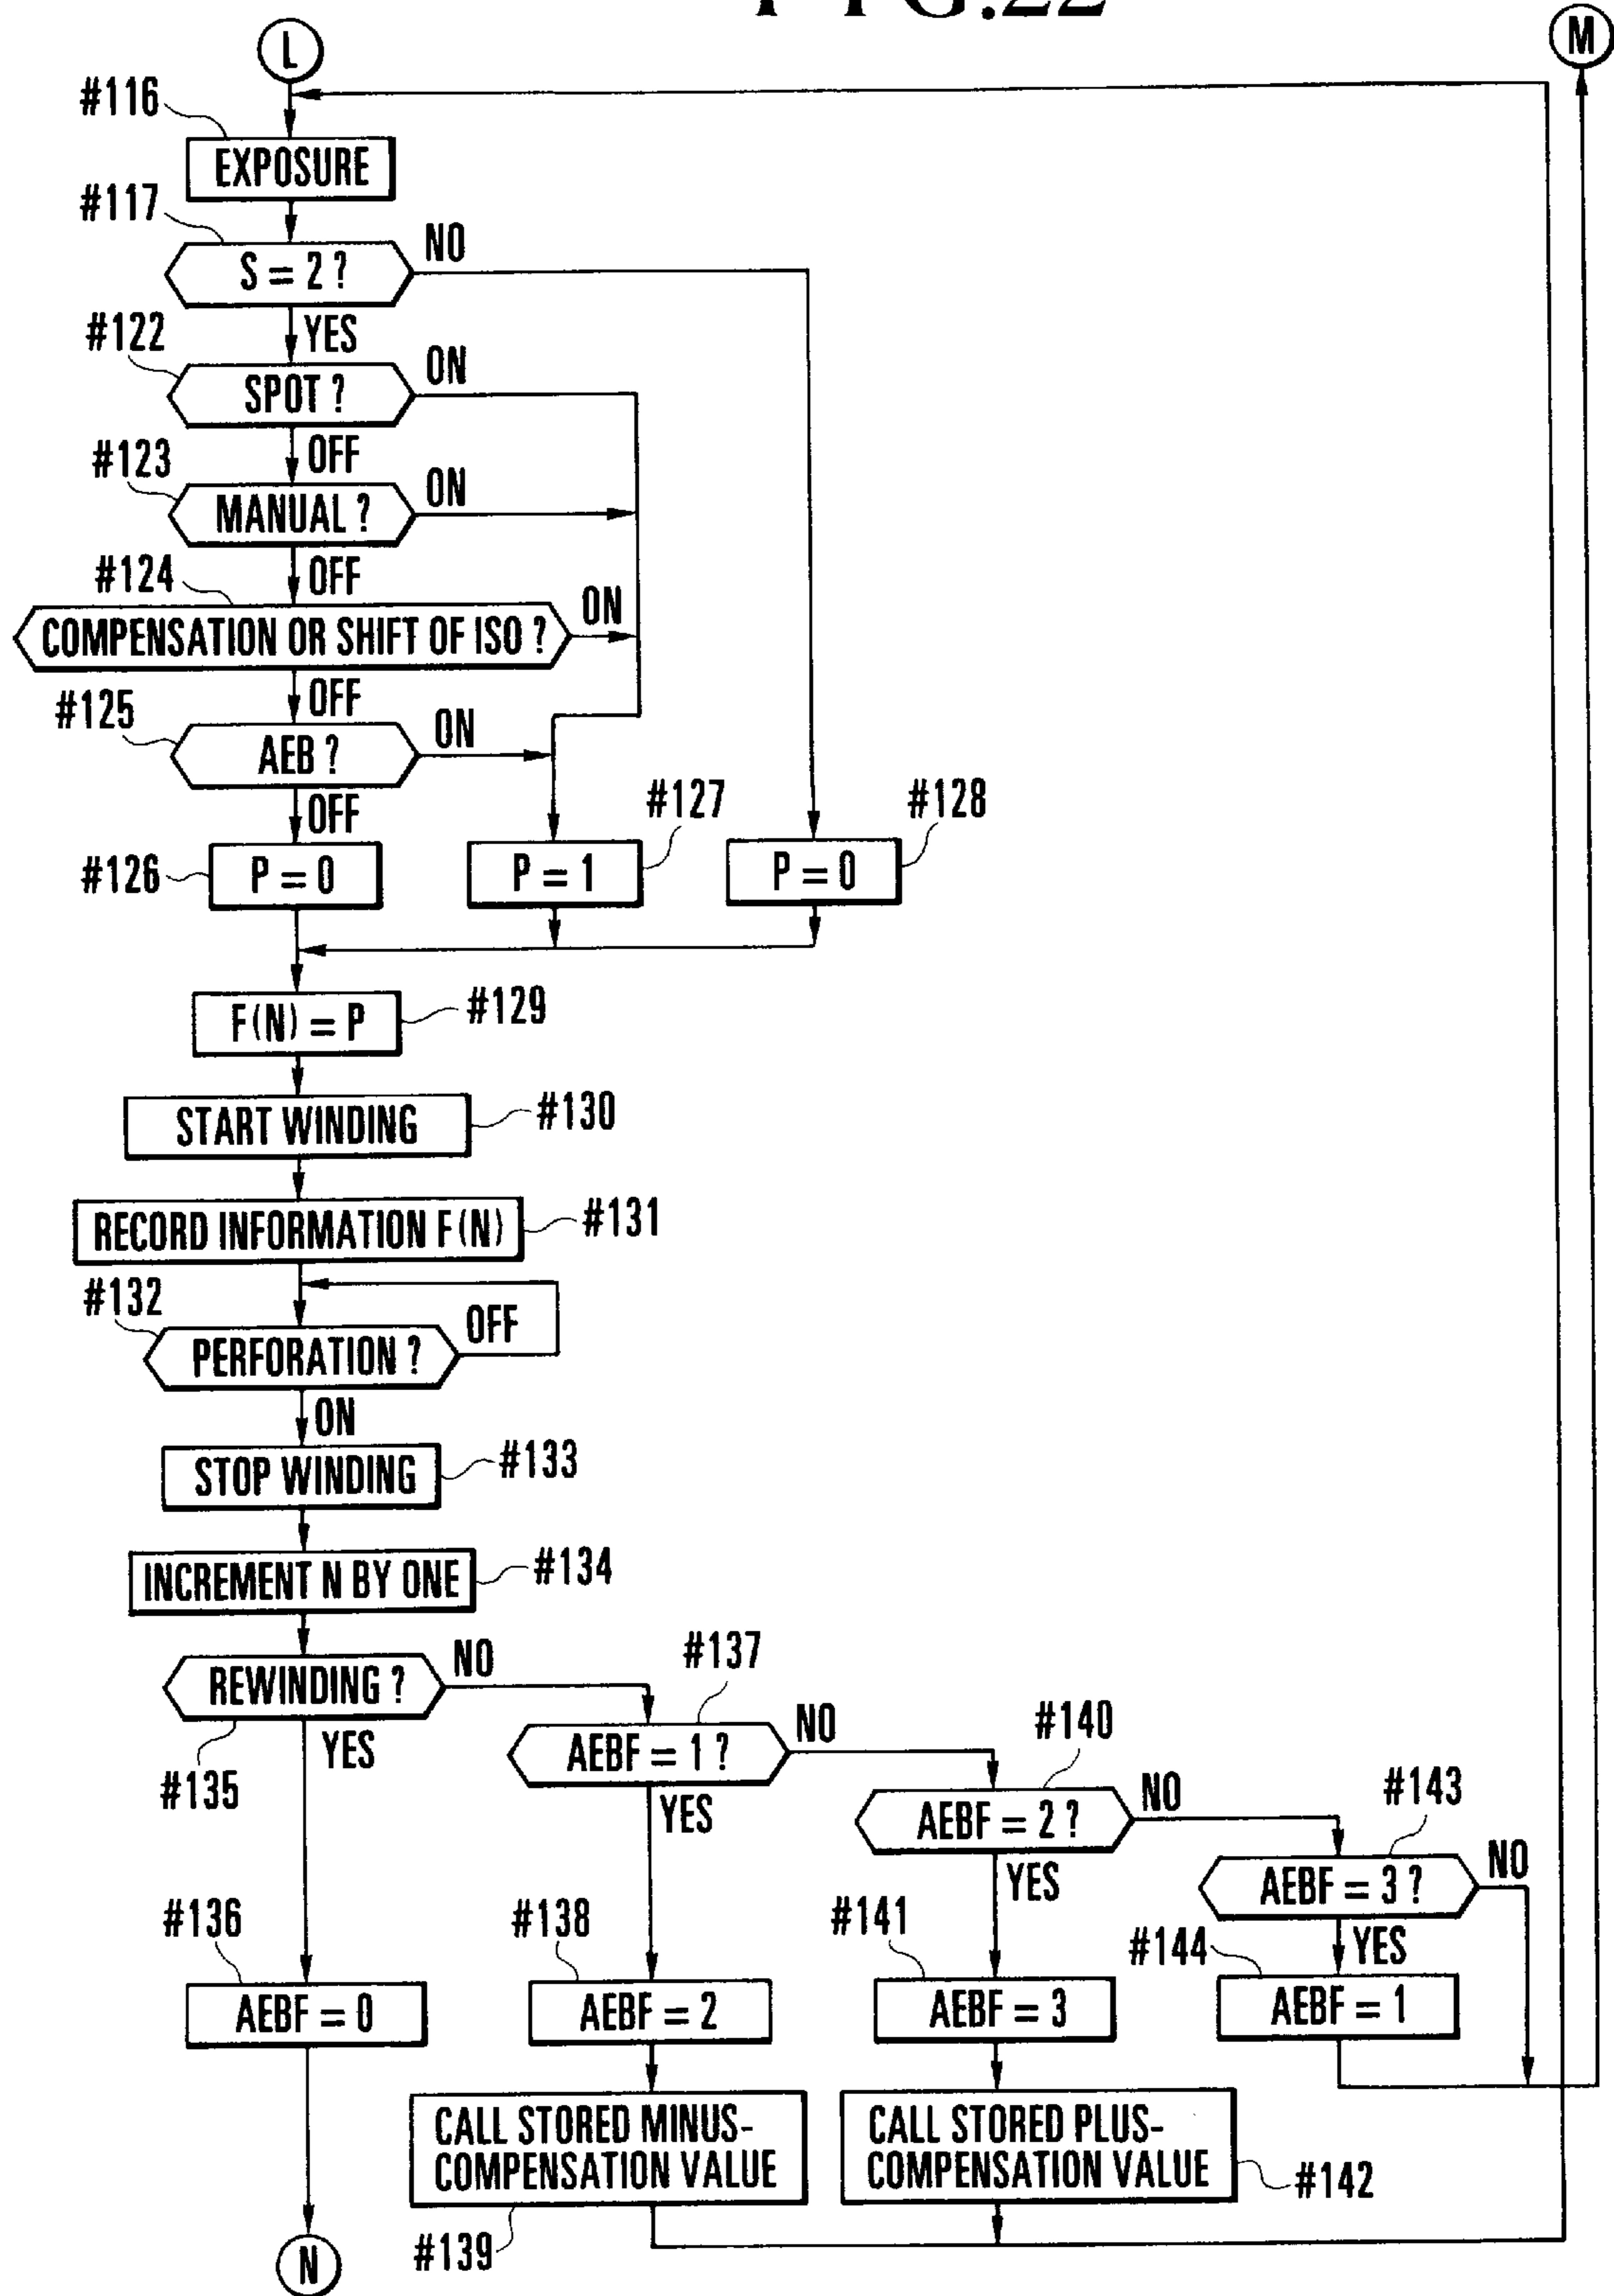 FIG.22
L
M
#116
EXPOSURE
#117
S = 2 ?
NO
YES
#122
SPOT ?
ON
OFF
#123
MANUAL ?
ON
OFF
#124
COMPENSATION OR SHIFT OF ISO ?
ON
OFF
#125
AEB ?
ON
OFF
#126
P = 0
#127
P = 1
#128
P = 0
F(N) = P
#129
START WINDING
#130
RECORD INFORMATION F(N)
#131
#132
PERFORATION ?
OFF
ON
STOP WINDING
#133
INCREMENT N BY ONE
#134
REWINDING ?
NO
YES
#135
#137
AEBF = 1 ?
NO
YES
#140
AEBF = 2 ?
NO
YES
#143
AEBF = 3 ?
NO
YES
#136
AEBF = 0
#138
AEBF = 2
#141
AEBF = 3
#144
AEBF = 1
CALL STORED MINUS-
COMPENSATION VALUE
#139
CALL STORED PLUS-
COMPENSATION VALUE
#142
N